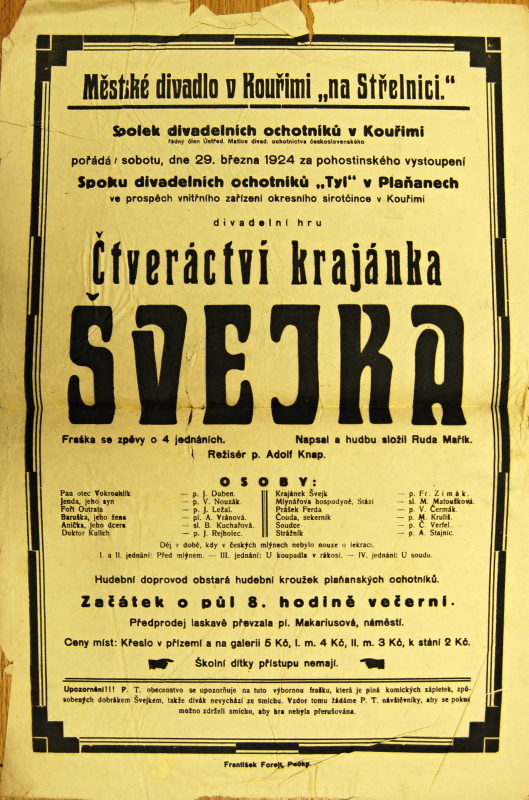 Městské divadlo v Kouřimi „na Střelnici.“
Spolek divadelních ochotníků v Kouřimi
řádný člen Ústřed. Matice divad. ochotnictva československého
pořádá v sobotu, dne 29. března 1924 za pohostinského vystoupení
Spolku divadelních ochotníků „Tyl“ v Plaňanech
ve prospěch vnitřního zařízení okresního sirotčince v Kouřimi
divadelní hru
Čtveráctví krajánka
ŠVEJKA
Fraška se zpěvy o 4 jednáních. Napsal a hudbu složil Ruda Mařík.
Režisér p. Adolf Knap.
OSOBY:
Pan otec Vokrouhlík — p. J. Duben.
Jenda, jeho syn — p. V. Nouzák.
Fořt Outrata — p. J. Ležal.
Baruška, jeho žena — pí. A. Vránová.
Anička, jeho dcera — sl. B. Kuchařová.
Doktor Kulich — p. J. Rejholec.
Krajánek Švejk — p. Fr. Zimák.
Mlynářova hospodyně, Stázi — sl. M. Matoušková.
Prášek Ferda — p. V. Čermák.
Čouda, sekerník — p. M. Kruliš.
Soudce — p. Č. Verfel.
Strážník — p. A. Stajnic.
Děj v době, kdy v českých mlýnech nebylo nouze o legraci.
I. a II. jednání: Před mlýnem. — III. jednání: U koupadla v rákosí. — IV. jednání: U soudu.
Hudební doprovod obstará hudební kroužek plaňanských ochotníků.
Začátek o půl 8. hodině večerní.
Předprodej laskavě převzala pí. Makariusová, náměstí.
Ceny míst: Křeslo v přízemí a na galerii 5 Kč, I. m. 4 Kč, II. m. 3 Kč, k stání 2 Kč.
Školní dítky přístupu nemají.
Upozornění!!! P. T. obecenstvo se upozorňuje na tuto výbornou frašku, která je plná komických zápletek, způ-
sobených dobrákem Švejkem, takže divák nevychází ze smíchu. Vzdor tomu žádáme P. T. návštěvníky, aby se pokud
možno zdrželi smíchu, aby hra nebyla přerušována.
František Forejt, Pečky.